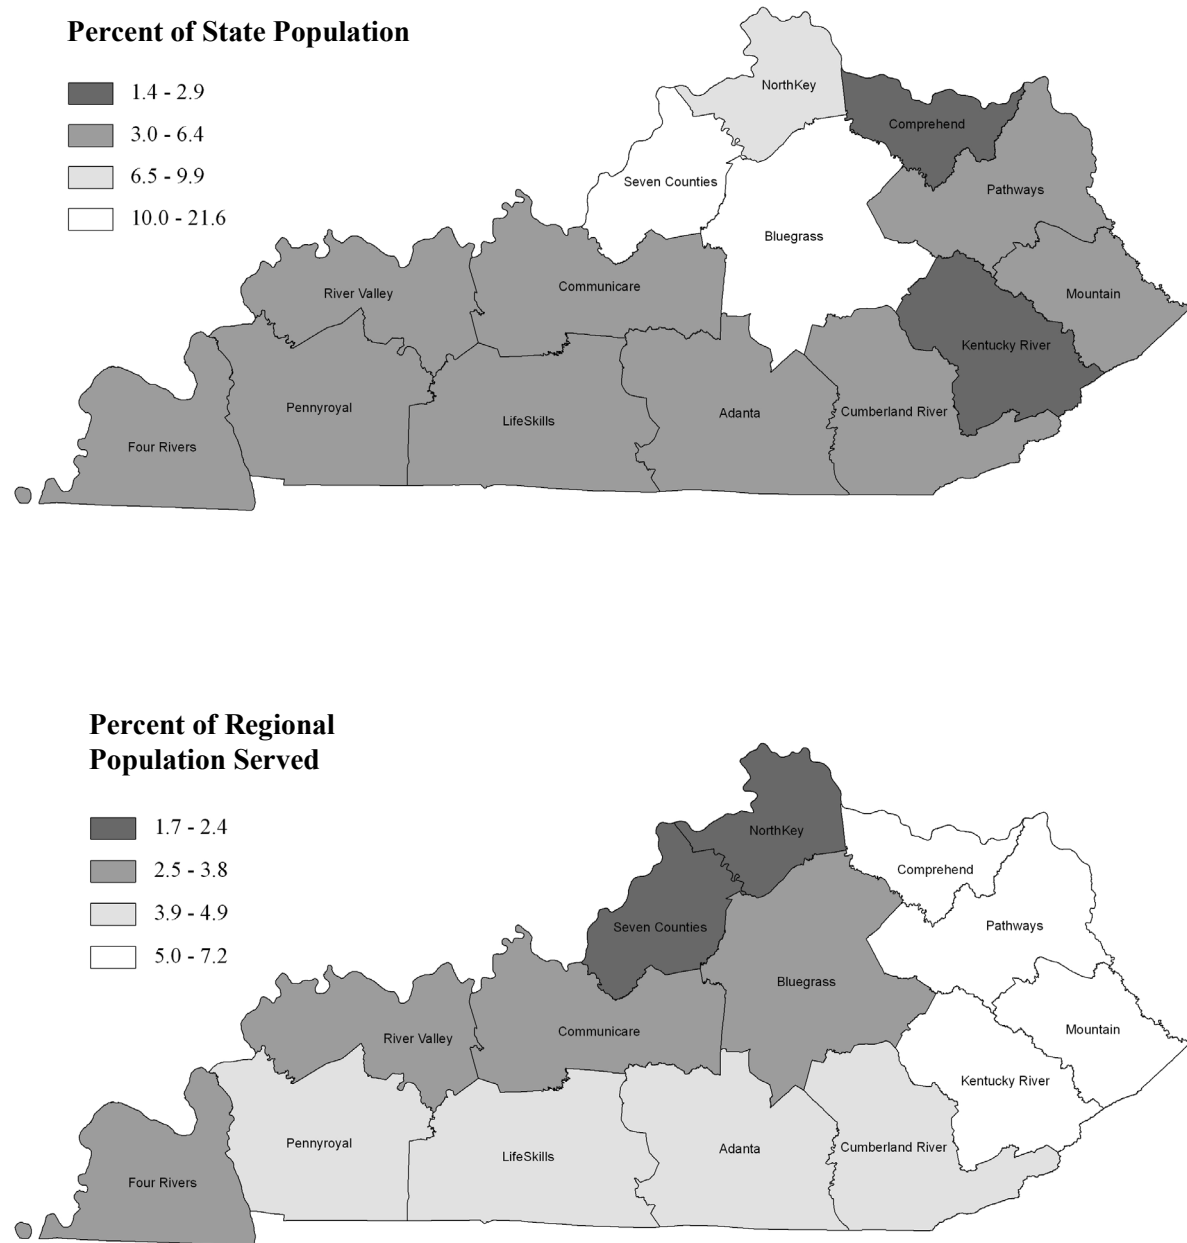 Percent of State Population
1.4 - 2.9
3.0 - 6.4
6.5 - 9.9
10.0 - 21.6
NorthKey
Comprehend
Seven Counties
Pathways
Bluegrass
Communicare
River Valley
Mountain
Kentucky River
Pennyroyal
Cumberland River
Adanta
LifeSkills
Four Rivers
Percent of Regional
Population Served
1.7 - 2.4
2.5 - 3.8
3.9 - 4.9
5.0 - 7.2
NorthKey
Comprehend
Seven Counties
Pathways
Bluegrass
Communicare
River Valley
Mountain
Kentucky River
Pennyroyal
Cumberland River
Adanta
LifeSkills
Four Rivers